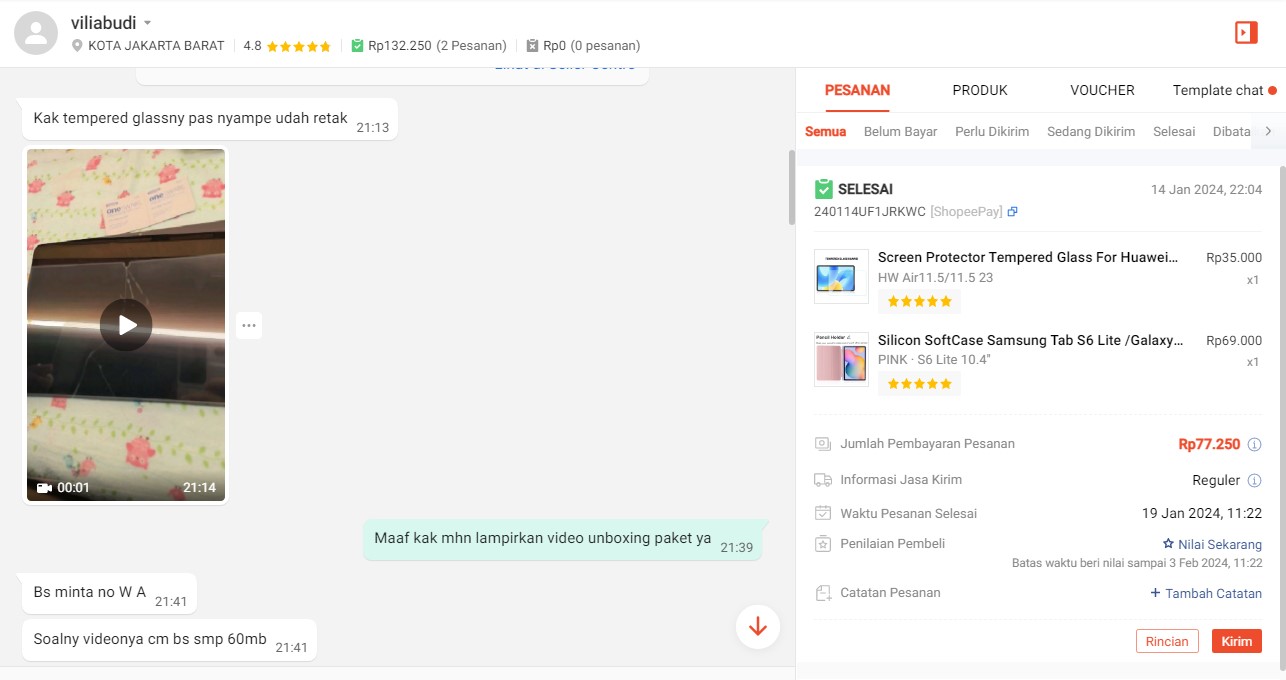 viliabudi
KOTA JAKARTA BARAT 4.8 Rp132.250 (2 Pesanan) Rp0 (0 pesanan)
Kak tempered glassny pas nyampe udah retak 21:13
00:01 21:14
Maaf kak mhn lampirkan video unboxing paket ya 21:39
Bs minta no W A 21:41
Soalny videonya cm bs smp 60mb 21:41
PESANAN PRODUK VOUCHER Template chat
Semua Belum Bayar Perlu Dikirim Sedang Dikirim Selesai Dibata
SELESAI 14 Jan 2024, 22:04
240114UF1JRKWC [ShopeePay]
Screen Protector Tempered Glass For Huawei... Rp35.000
HW Air11.5/11.5 23 x1
Silicon SoftCase Samsung Tab S6 Lite /Galaxy... Rp69.000
PINK · S6 Lite 10.4" x1
Jumlah Pembayaran Pesanan Rp77.250
Informasi Jasa Kirim Reguler
Waktu Pesanan Selesai 19 Jan 2024, 11:22
Penilaian Pembeli Nilai Sekarang
Batas waktu beri nilai sampai 3 Feb 2024, 11:22
Catatan Pesanan + Tambah Catatan
Rincian Kirim